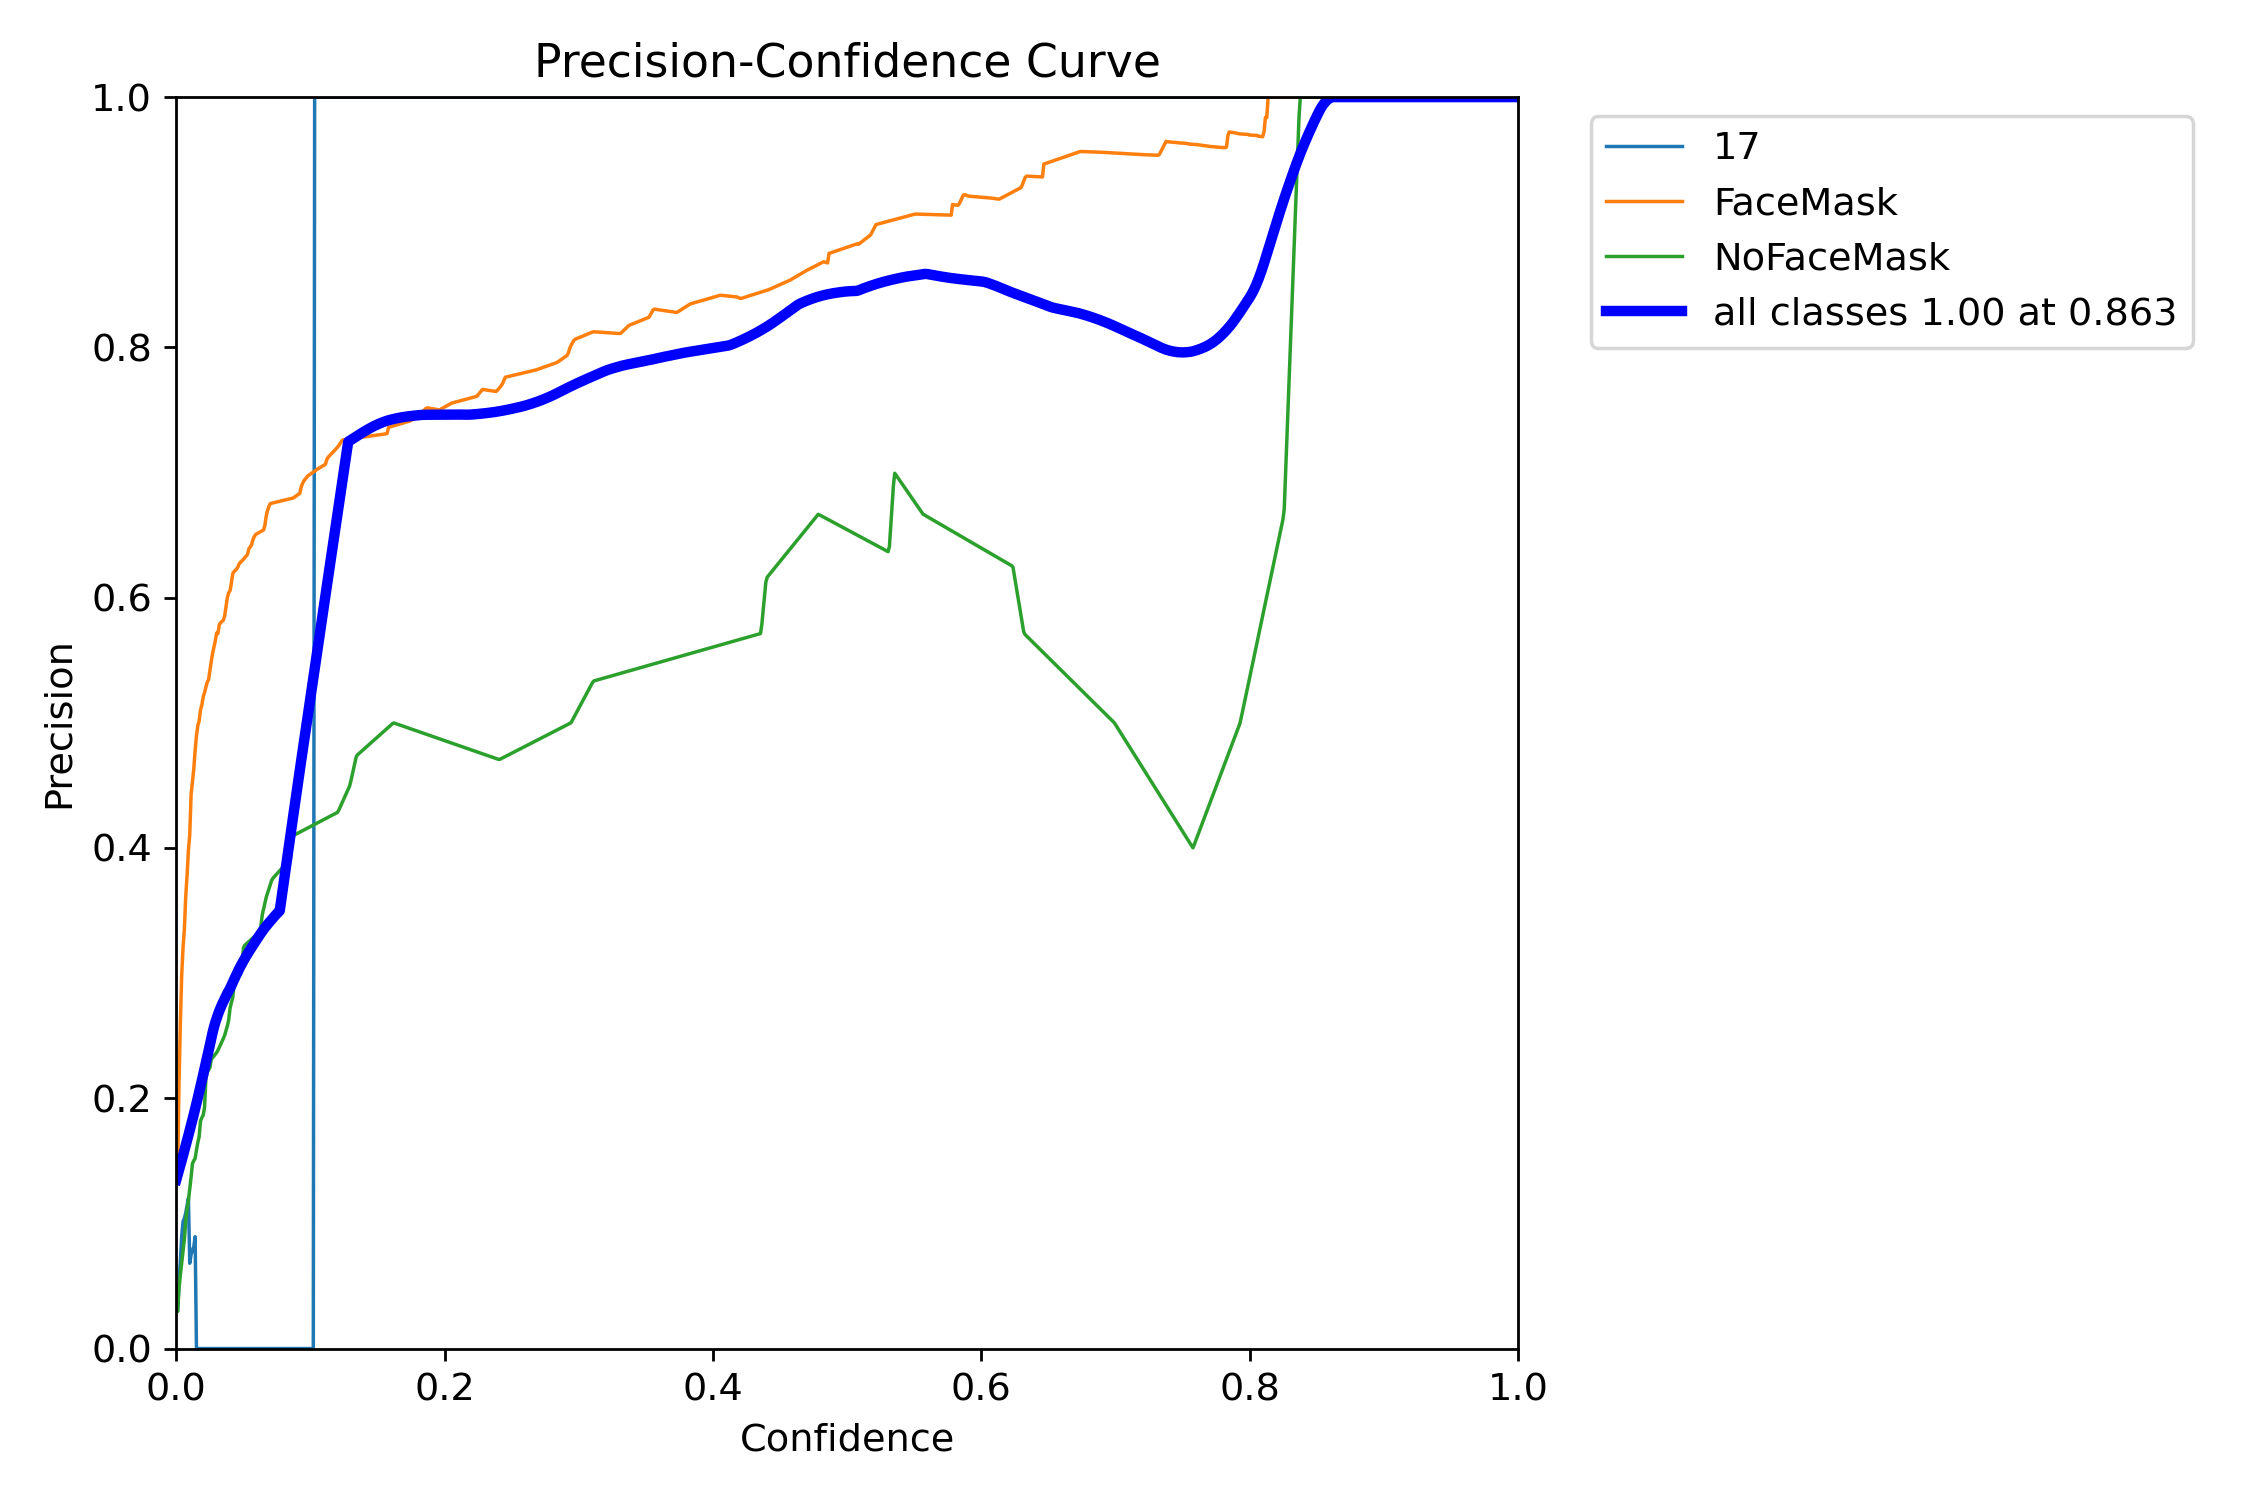 Precision-Confidence Curve
1.0
0.8
0.6
0.4
0.2
0.0
Precision
0.0 0.2 0.4 0.6 0.8 1.0
Confidence
17
FaceMask
NoFaceMask
all classes 1.00 at 0.863